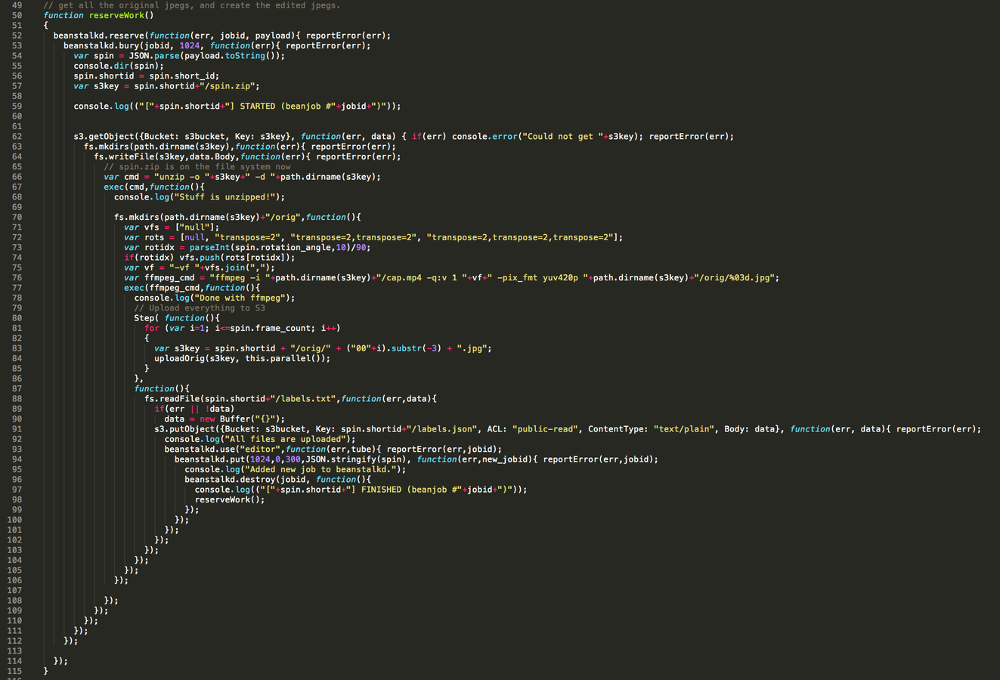 49 // get all the original jpegs, and create the edited jpegs.
50 function reserveWork()
51 {
52 beanstalkd.reserve(function(err, jobid, payload){ reportError(err);
53 beanstalkd.bury(jobid, 1024, function(err){ reportError(err);
54 var spin = JSON.parse(payload.toString());
55 console.dir(spin);
56 spin.shortid = spin.short_id;
57 var s3key = spin.shortid+"/spin.zip";
58
59 console.log(("["+spin.shortid+"] STARTED (beanjob #"+jobid+")"));
60
61
62 s3.getObject({Bucket: s3bucket, Key: s3key}, function(err, data) { if(err) console.error("Could not get "+s3key); reportError(err);
63 fs.mkdirs(path.dirname(s3key),function(err){ reportError(err);
64 fs.writeFile(s3key,data.Body,function(err){ reportError(err);
65 // spin.zip is on the file system now
66 var cmd = "unzip -o "+s3key+" -d "+path.dirname(s3key);
67 exec(cmd,function(){
68 console.log("Stuff is unzipped!");
69
70 fs.mkdirs(path.dirname(s3key)+"/orig",function(){
71 var vfs = ["null"];
72 var rots = [null, "transpose=2", "transpose=2,transpose=2", "transpose=2,transpose=2,transpose=2"];
73 var rotidx = parseInt(spin.rotation_angle,10)/90;
74 if(rotidx) vfs.push(rots[rotidx]);
75 var vf = "-vf "+vfs.join(",");
76 var ffmpeg_cmd = "ffmpeg -i "+path.dirname(s3key)+"/cap.mp4 -q:v 1 "+vf+" -pix_fmt yuv420p "+path.dirname(s3key)+"/orig/%03d.jpg";
77 exec(ffmpeg_cmd,function(){
78 console.log("Done with ffmpeg");
79 // Upload everything to S3
80 Step( function(){
81 for (var i=1; i<=spin.frame_count; i++)
82 {
83 var s3key = spin.shortid + "/orig/" + ("00"+i).substr(-3) + ".jpg";
84 uploadOrig(s3key, this.parallel());
85 }
86 },
87 function(){
88 fs.readFile(spin.shortid+"/labels.txt",function(err,data){
89 if(err || !data)
90 data = new Buffer("{}");
91 s3.putObject({Bucket: s3bucket, Key: spin.shortid+"/labels.json", ACL: "public-read", ContentType: "text/plain", Body: data}, function(err, data){ reportError(err);
92 console.log("All files are uploaded");
93 beanstalkd.use("editor",function(err,tube){ reportError(err,jobid);
94 beanstalkd.put(1024,0,300,JSON.stringify(spin), function(err,new_jobid){ reportError(err,jobid);
95 console.log("Added new job to beanstalkd.");
96 beanstalkd.destroy(jobid, function(){
97 console.log(("["+spin.shortid+"] FINISHED (beanjob #"+jobid+")"));
98 reserveWork();
99 });
100 });
101 });
102 });
103 });
104 });
105 });
106 });
107
108 });
109 });
110 });
111 });
112 });
113
114 });
115 }